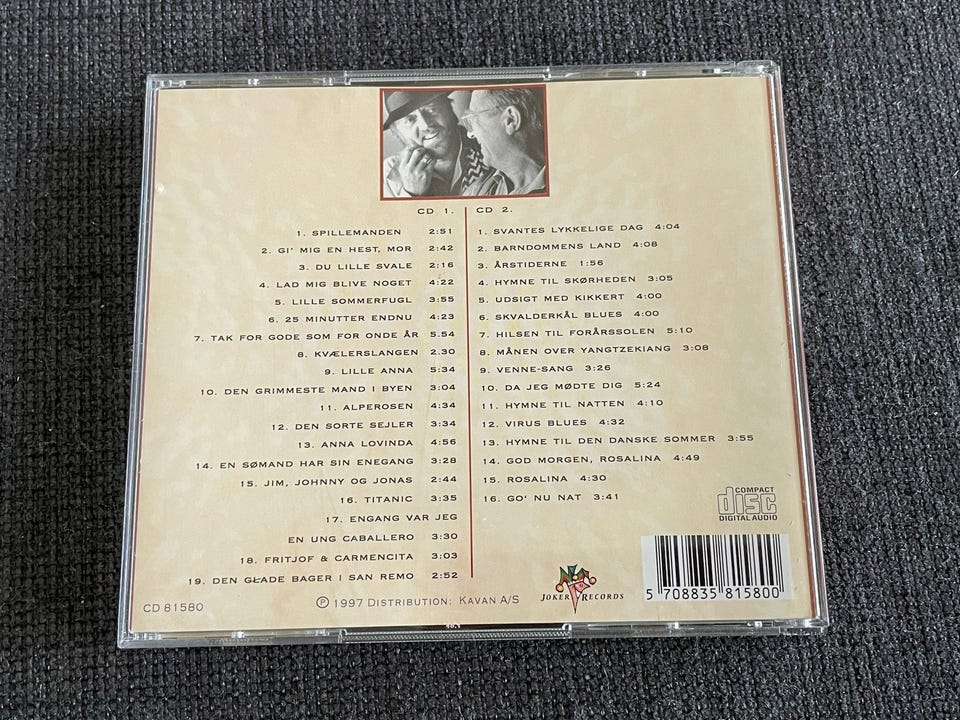 CD 1.
1. SPILLEMANDEN 2:51
2. GI' MIG EN HEST, MOR 2:42
3. DU LILLE SVALE 2:16
4. LAD MIG BLIVE NOGET 4:22
5. LILLE SOMMERFUGL 3:55
6. 25 MINUTTER ENDNU 4:23
7. TAK FOR GODE SOM FOR ONDE ÅR 5.54
8. KVÆLERSLANGEN 2.30
9. LILLE ANNA 5:34
10. DEN GRIMMESTE MAND I BYEN 3:04
11. ALPEROSEN 4:34
12. DEN SORTE SEJLER 3:34
13. ANNA LOVINDA 4:56
14. EN SØMAND HAR SIN ENEGANG 3:28
15. JIM, JOHNNY OG JONAS 2:44
16. TITANIC 3:35
17. ENGANG VAR JEG
EN UNG CABALLERO 3:30
18. FRITJOF & CARMENCITA 3:03
19. DEN GLADE BAGER I SAN REMO 2:52
CD 2.
1. SVANTES LYKKELIGE DAG 4:04
2. BARNDOMMENS LAND 4:08
3. ÅRSTIDERNE 1:56
4. HYMNE TIL SKØRHEDEN 3:05
5. UDSIGT MED KIKKERT 4:00
6. SKVALDERKÅL BLUES 4:00
7. HILSEN TIL FORÅRSSOLEN 5:10
8. MÅNEN OVER YANGTZEKIANG 3:08
9. VENNE-SANG 3:26
10. DA JEG MØDTE DIG 5:24
11. HYMNE TIL NATTEN 4:10
12. VIRUS BLUES 4:32
13. HYMNE TIL DEN DANSKE SOMMER 3:55
14. GOD MORGEN, ROSALINA 4:49
15. ROSALINA 4:30
16. GO' NU NAT 3:41
COMPACT
disc
DIGITAL AUDIO
CD 81580
℗ 1997 DISTRIBUTION: KAVAN A/S
JOKER RECORDS
5 708835 815800